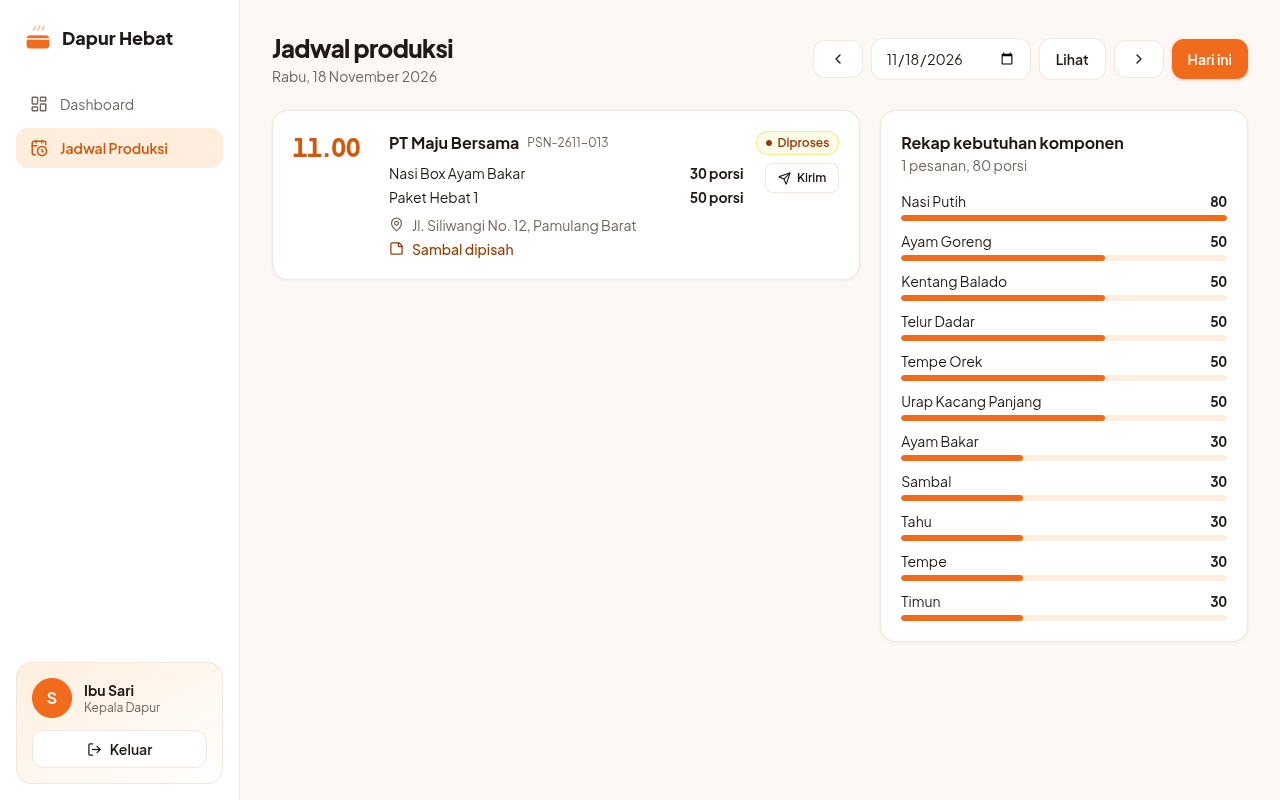 Dapur Hebat
Dashboard
Jadwal Produksi
Ibu Sari
S
Kepala Dapur
Keluar
Jadwal produksi
Rabu, 18 November 2026
11/18/2026
Lihat
Hari ini
11.00
PT Maju Bersama PSN-2611-013
Diproses
Nasi Box Ayam Bakar 30 porsi
Kirim
Paket Hebat 1 50 porsi
Jl. Siliwangi No. 12, Pamulang Barat
Sambal dipisah
Rekap kebutuhan komponen
1 pesanan, 80 porsi
Nasi Putih 80
Ayam Goreng 50
Kentang Balado 50
Telur Dadar 50
Tempe Orek 50
Urap Kacang Panjang 50
Ayam Bakar 30
Sambal 30
Tahu 30
Tempe 30
Timun 30